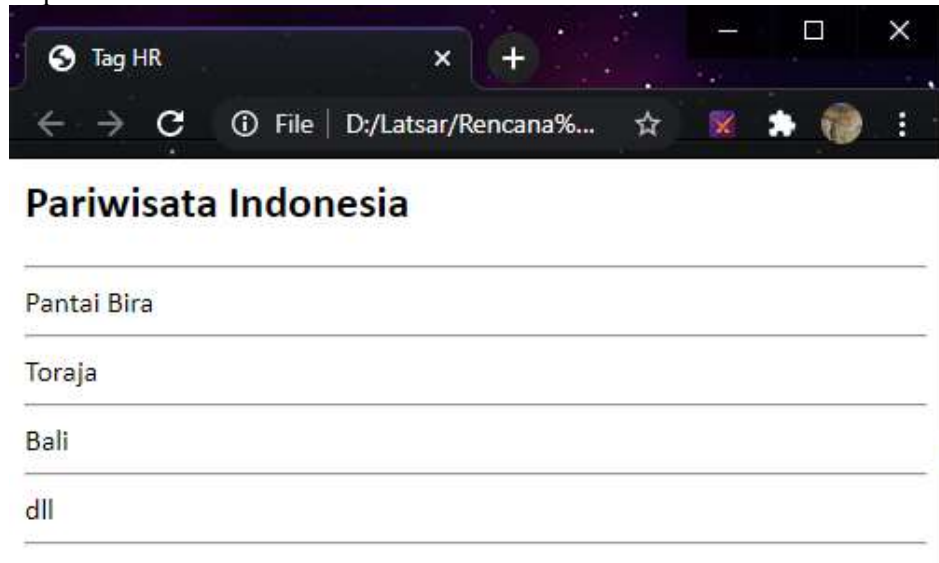 Tag HR
File D:/Latsar/Rencana%...
Pariwisata Indonesia
Pantai Bira
Toraja
Bali
dll